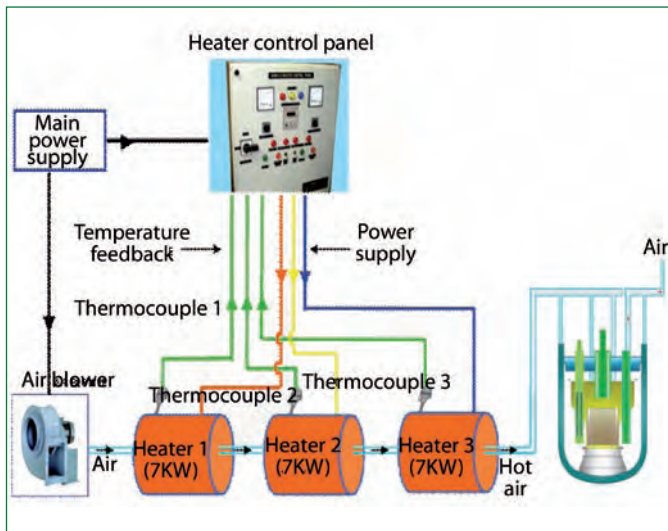 Heater control panel
Main
power
supply
Temperature
feedback
Power
supply
Air
Thermocouple 1
Air blower
Thermocouple 2
Thermocouple 3
Heater 1
(7KW)
Heater 2
(7KW)
Heater 3
(7KW)
Air
Hot
air